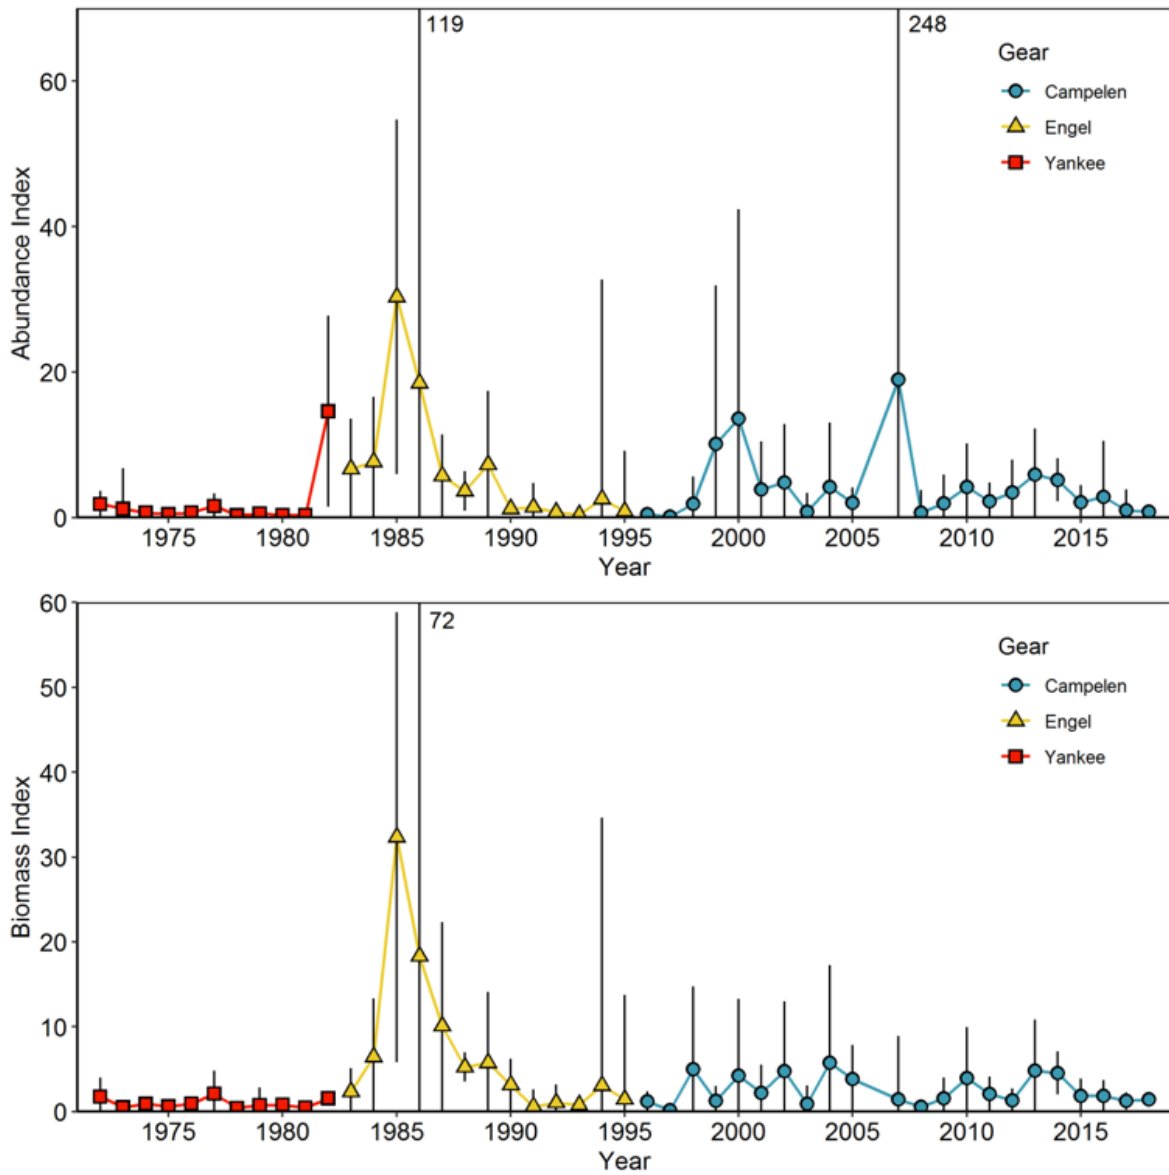 119
248
Gear
Campelen
Engel
Yankee
60
40
20
0
Abundance Index
1975 1980 1985 1990 1995 2000 2005 2010 2015
Year
72
Gear
Campelen
Engel
Yankee
60
50
40
30
20
10
0
Biomass Index
1975 1980 1985 1990 1995 2000 2005 2010 2015
Year